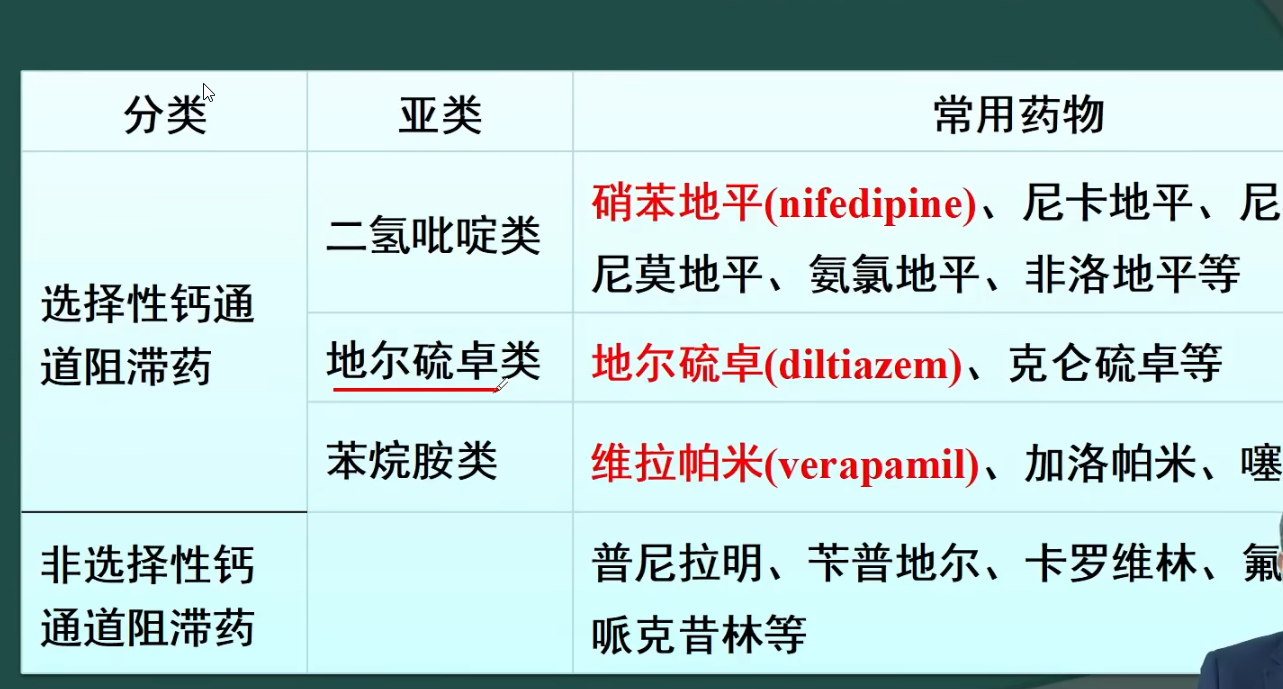 分类 亚类 常用药物
二氢吡啶类 硝苯地平(nifedipine)、尼卡地平、尼
尼莫地平、氨氯地平、非洛地平等
选择性钙通
道阻滞药
地尔硫卓类 地尔硫卓(diltiazem)、克仑硫卓等
苯烷胺类 维拉帕米(verapamil)、加洛帕米、噻
非选择性钙
通道阻滞药
普尼拉明、苄普地尔、卡罗维林、氟
哌克昔林等